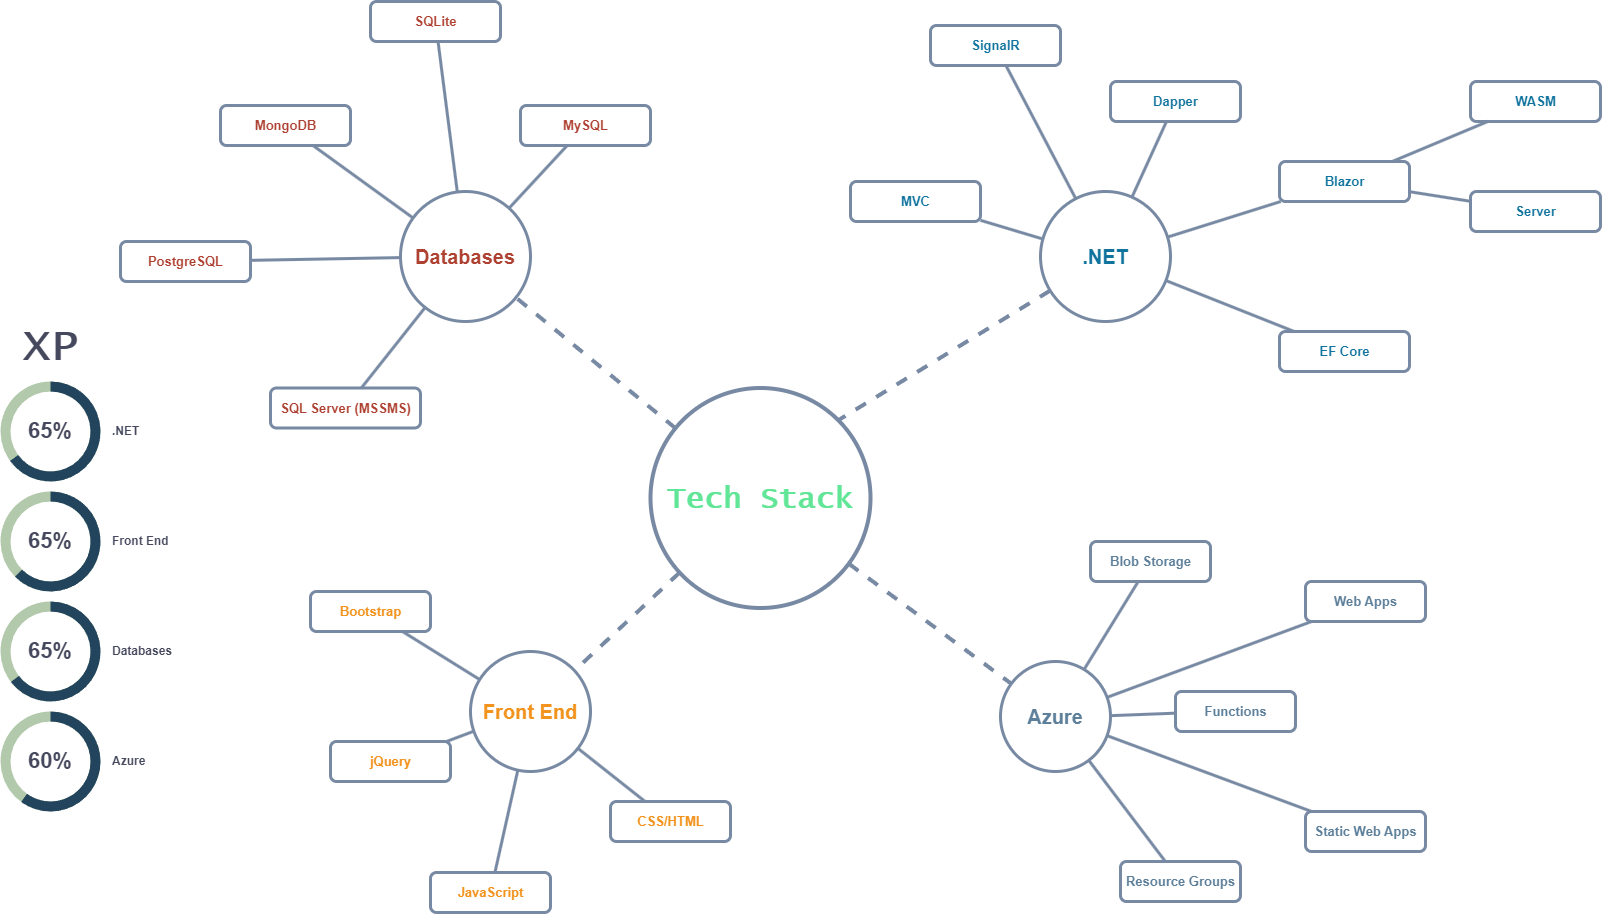 SQLite
MongoDB
MySQL
Databases
PostgreSQL
SQL Server (MSSMS)
SignalR
Dapper
WASM
Blazor
MVC
Server
.NET
EF Core
XP
65%
.NET
65%
Front End
65%
Databases
60%
Azure
Tech Stack
Bootstrap
Front End
jQuery
CSS/HTML
JavaScript
Blob Storage
Web Apps
Azure
Functions
Static Web Apps
Resource Groups